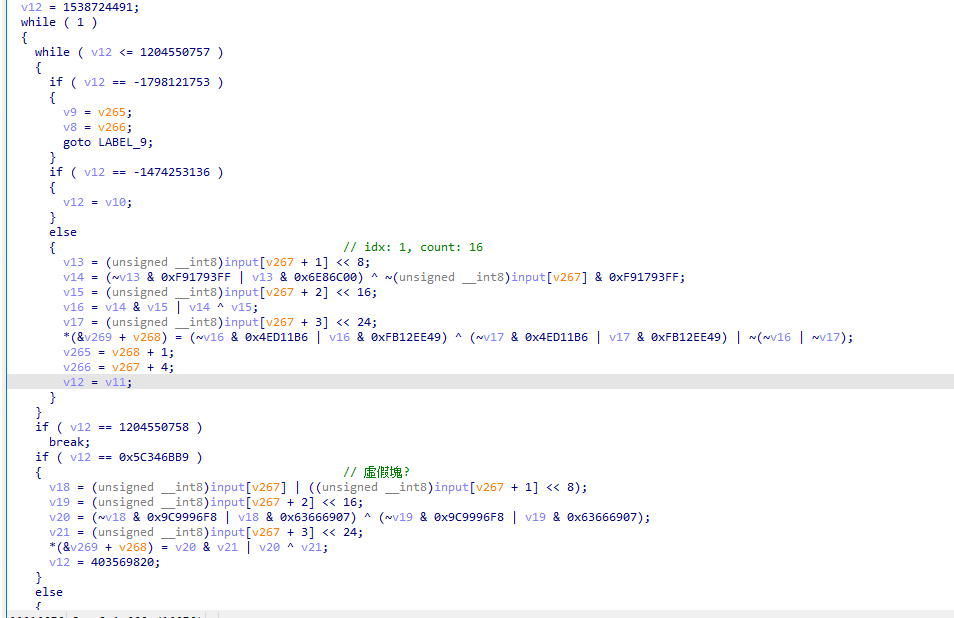 v12 = 1538724491;
while ( 1 )
{
while ( v12 <= 1204550757 )
{
if ( v12 == -1798121753 )
{
v9 = v265;
v8 = v266;
goto LABEL_9;
}
if ( v12 == -1474253136 )
{
v12 = v10;
}
else
{ // idx: 1, count: 16
v13 = (unsigned __int8)input[v267 + 1] << 8;
v14 = (~v13 & 0xF91793FF | v13 & 0x6E86C00) ^ ~(unsigned __int8)input[v267] & 0xF91793FF;
v15 = (unsigned __int8)input[v267 + 2] << 16;
v16 = v14 & v15 | v14 ^ v15;
v17 = (unsigned __int8)input[v267 + 3] << 24;
*(&v269 + v268) = (~v16 & 0x4ED11B6 | v16 & 0xFB12EE49) ^ (~v17 & 0x4ED11B6 | v17 & 0xFB12EE49) | ~(~v16 | ~v17);
v265 = v268 + 1;
v266 = v267 + 4;
v12 = v11;
}
}
if ( v12 == 1204550758 )
break;
if ( v12 == 0x5C346BB9 )
{ // 虛假塊?
v18 = (unsigned __int8)input[v267] | ((unsigned __int8)input[v267 + 1] << 8);
v19 = (unsigned __int8)input[v267 + 2] << 16;
v20 = (~v18 & 0x9C9996F8 | v18 & 0x63666907) ^ (~v19 & 0x9C9996F8 | v19 & 0x63666907);
v21 = (unsigned __int8)input[v267 + 3] << 24;
*(&v269 + v268) = v20 & v21 | v20 ^ v21;
v12 = 403569820;
}
else
{